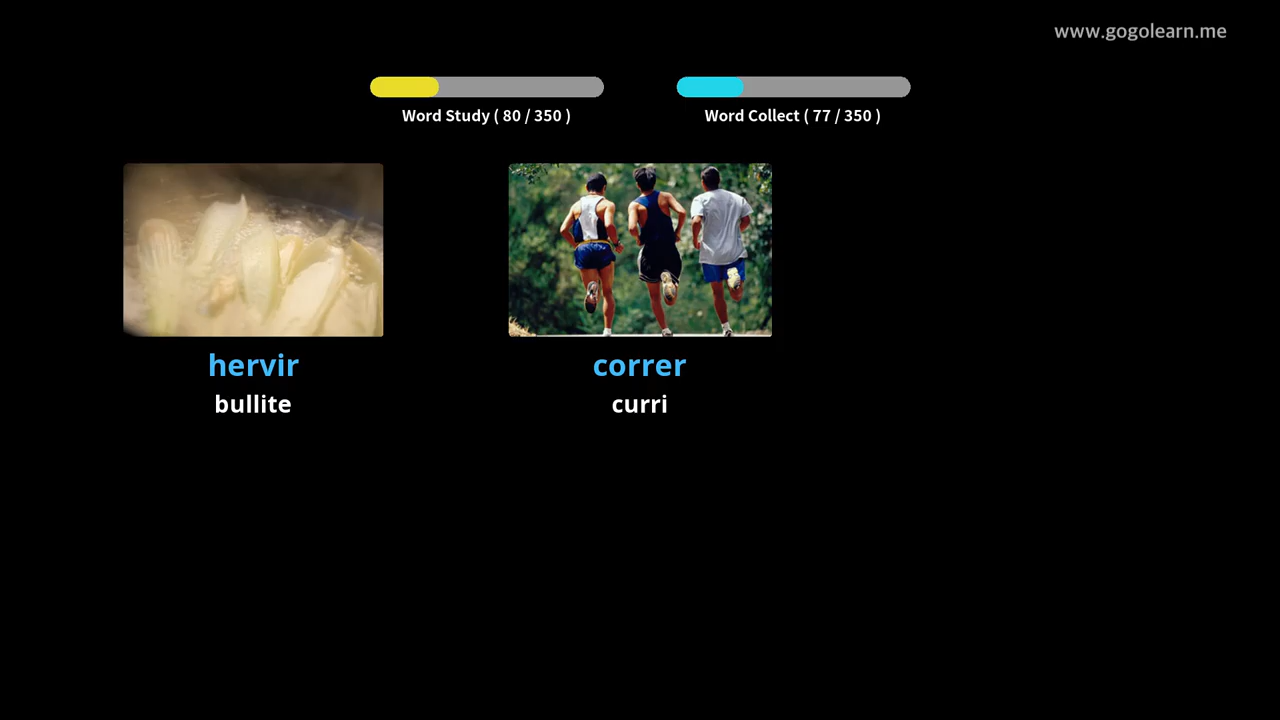 www.gogolearn.me
Word Study ( 80 / 350 )
Word Collect ( 77 / 350 )
hervir
bullite
correr
curri